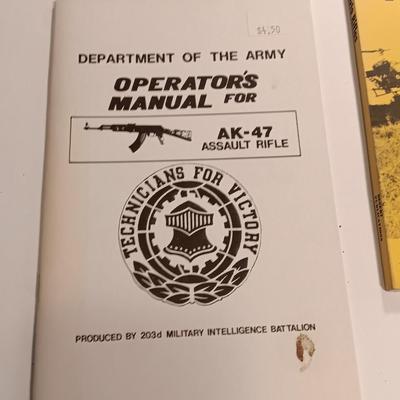 $4.50
DEPARTMENT OF THE ARMY
OPERATOR'S
MANUAL FOR
AK-47
ASSAULT RIFLE
TECHNICIANS FOR VICTORY
PRODUCED BY 203d MILITARY INTELLIGENCE BATTALION